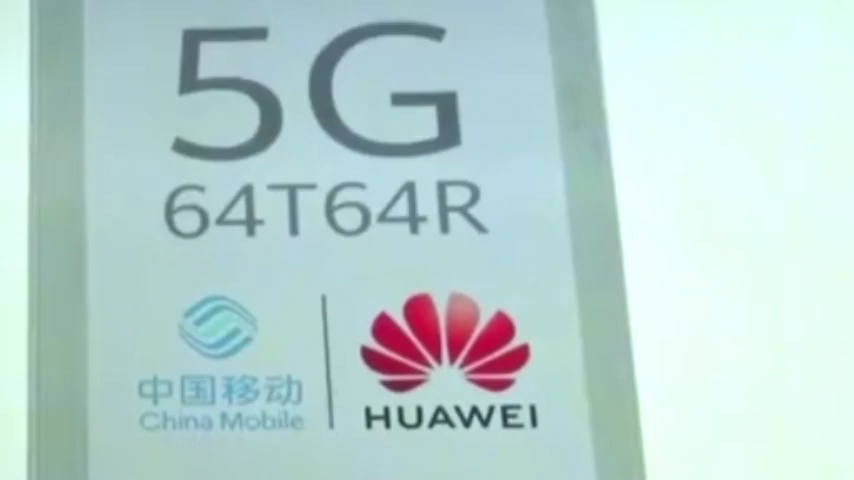 5G
64T64R
中国移动
China Mobile
HUAWEI